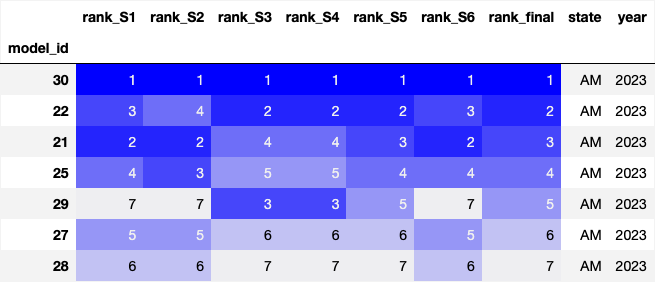 rank_S1 rank_S2 rank_S3 rank_S4 rank_S5 rank_S6 rank_final state year
model_id
30 1 1 1 1 1 1 1 AM 2023
22 3 4 2 2 2 3 2 AM 2023
21 2 2 4 4 3 2 3 AM 2023
25 4 3 5 5 4 4 4 AM 2023
29 7 7 3 3 5 7 5 AM 2023
27 5 5 6 6 6 5 6 AM 2023
28 6 6 7 7 7 6 7 AM 2023